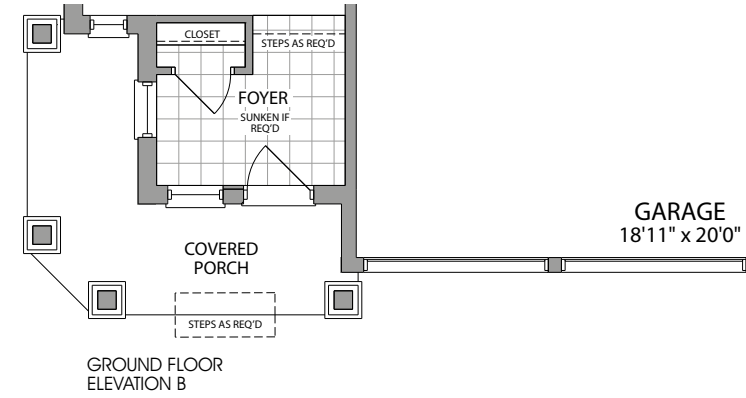 CLOSET
STEPS AS REQ'D
FOYER
SUNKEN IF
REQ'D
GARAGE
18'11" x 20'0"
COVERED
PORCH
STEPS AS REQ'D
GROUND FLOOR
ELEVATION B